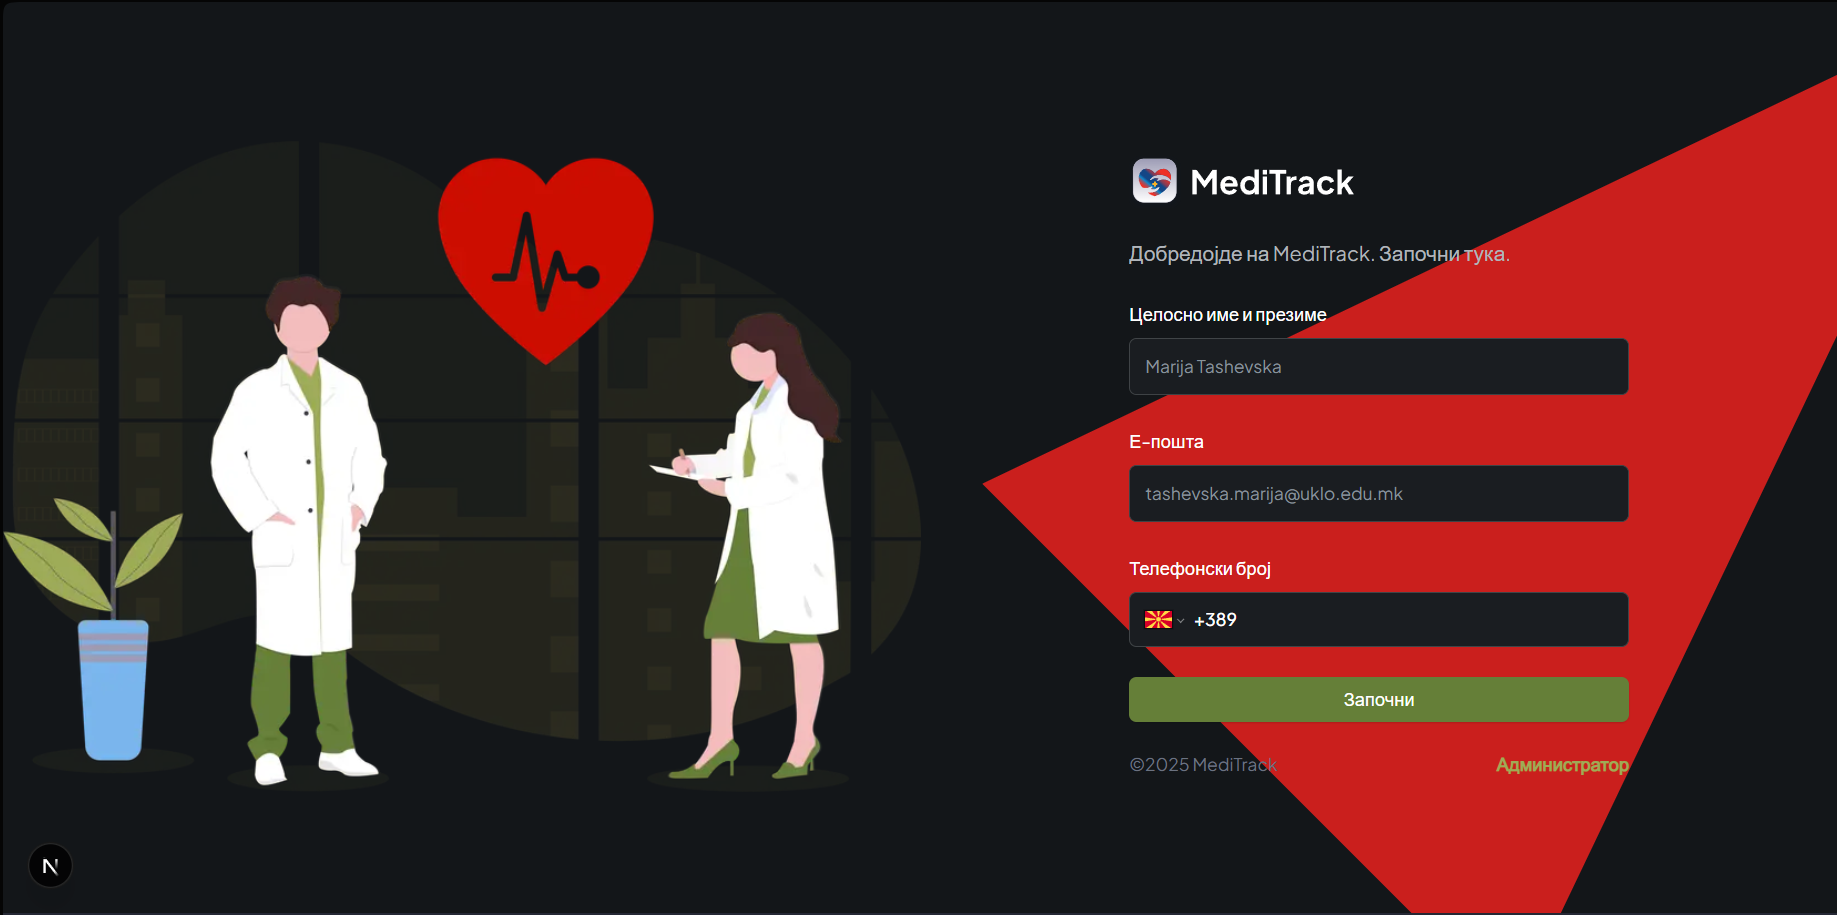 MediTrack
Добредојде на MediTrack. Започни тука.
Целосно име и презиме
Marija Tashevska
Е-пошта
tashevska.marija@uklo.edu.mk
Телефонски број
+389
Започни
©2025 MediTrack
Администратор
N